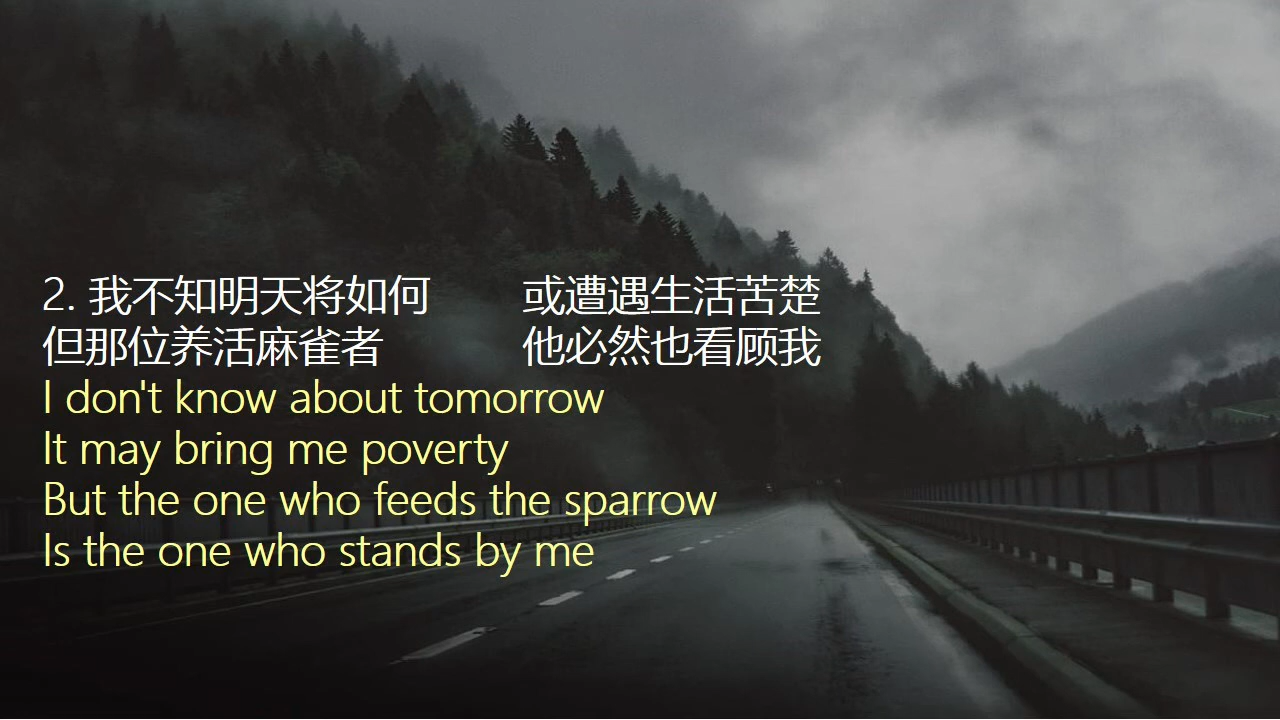 2. 我不知明天将如何 或遭遇生活苦楚
但那位养活麻雀者 他必然也看顾我
I don't know about tomorrow
It may bring me poverty
But the one who feeds the sparrow
Is the one who stands by me